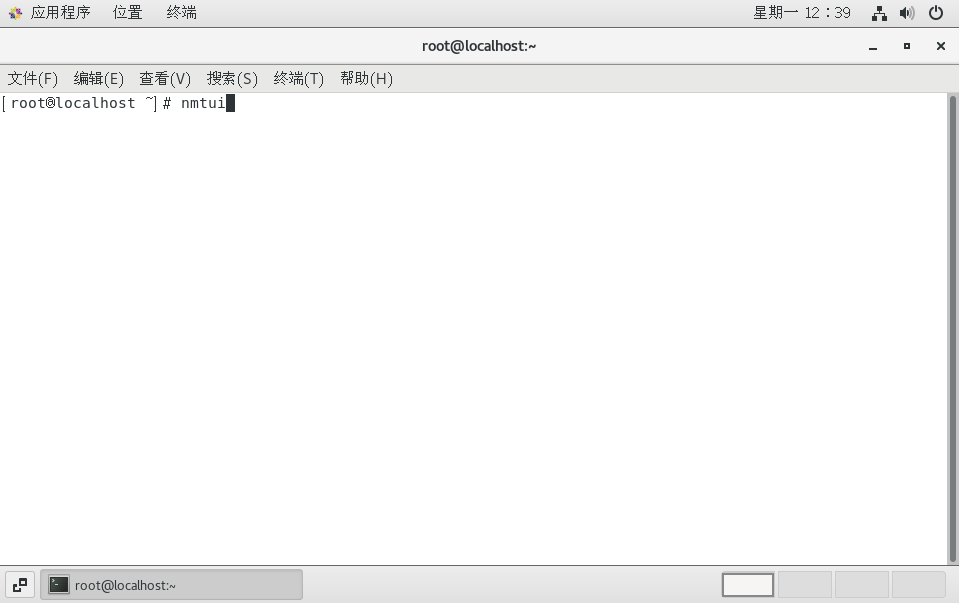 应用程序 位置 终端 星期一 12：39
root@localhost:~
文件(F) 编辑(E) 查看(V) 搜索(S) 终端(T) 帮助(H)
[root@localhost ~]# nmtui
root@localhost:~